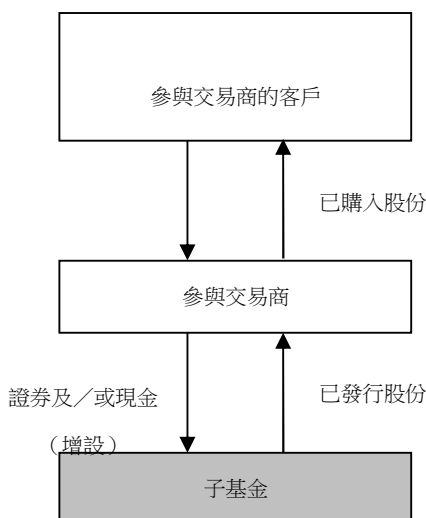 參與交易商的客戶
已購入股份
參與交易商
證券及／或現金
已發行股份
（增設）
子基金